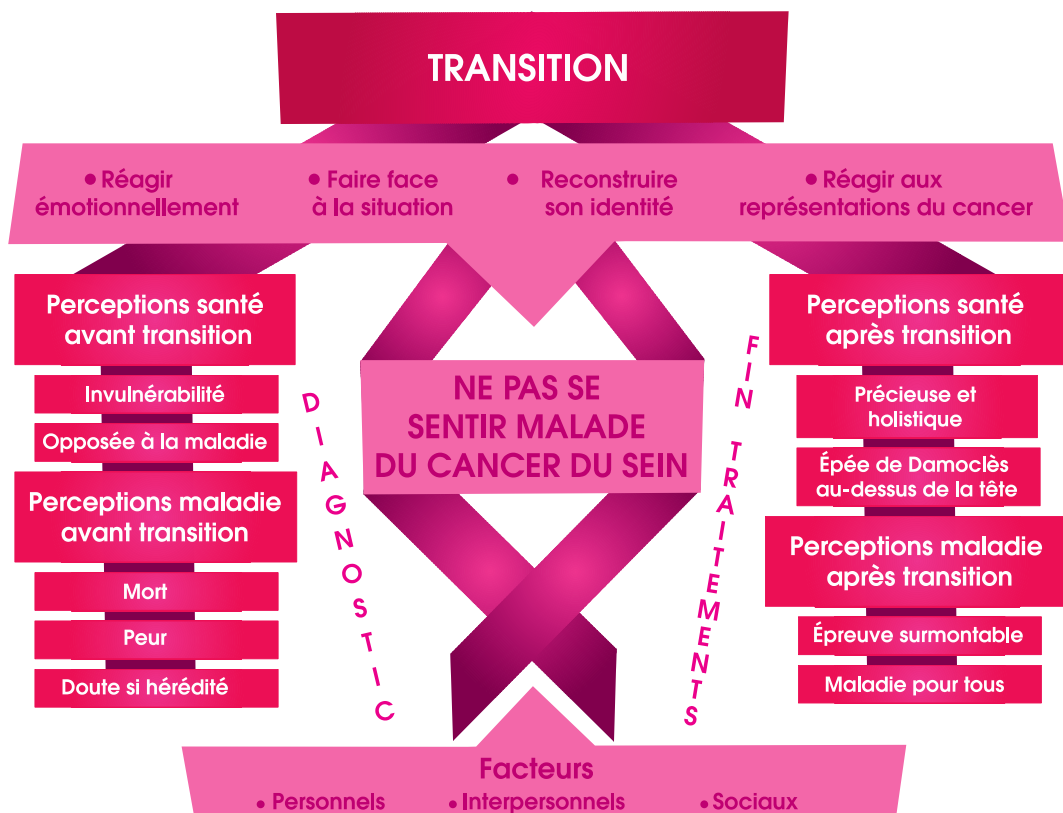 TRANSITION
• Réagir
émotionnellement
• Faire face
à la situation
• Reconstruire
son identité
• Réagir aux
représentations du cancer
Perceptions santé
avant transition
Invulnérabilité
Opposée à la maladie
Perceptions maladie
avant transition
Mort
Peur
Doute si hérédité
DIAGNOSTIC
NE PAS SE
SENTIR MALADE
DU CANCER DU SEIN
FIN TRAITEMENTS
Perceptions santé
après transition
Précieuse et
holistique
Épée de Damoclès
au-dessus de la tête
Perceptions maladie
après transition
Épreuve surmontable
Maladie pour tous
Facteurs
• Personnels • Interpersonnels • Sociaux